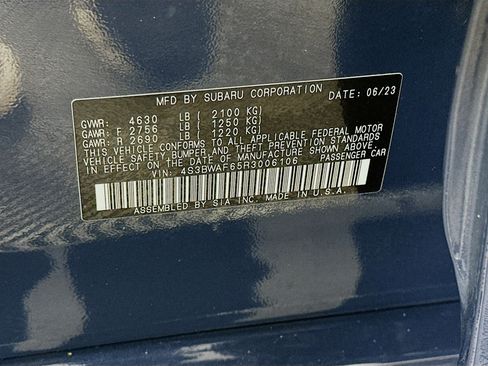 MFD BY SUBARU CORPORATION DATE: 06/23
GVWR: 4630 LB ( 2100 KG)
GAWR: F 2756 LB ( 1250 KG)
GAWR: R 2690 LB ( 1220 KG)
THIS VEHICLE CONFORMS TO ALL APPLICABLE FEDERAL MOTOR
VEHICLE SAFETY, BUMPER, AND THEFT PREVENTION STANDARDS
IN EFFECT ON THE DATE OF MANUFACTURE SHOWN ABOVE.
VIN: 4S3BWAF65R3006106 PASSENGER CAR
ASSEMBLED BY SIA INC. MADE IN U.S.A.